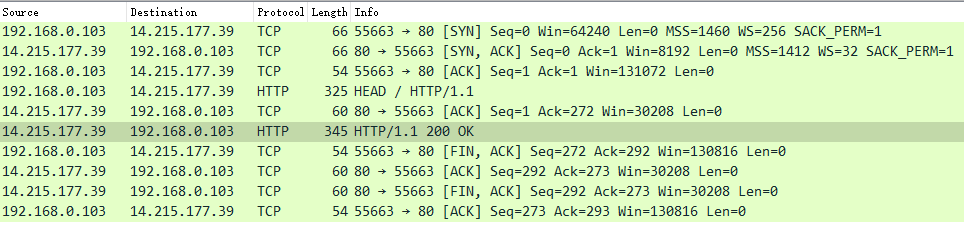 Source Destination Protocol Length Info
192.168.0.103 14.215.177.39 TCP 66 55663 → 80 [SYN] Seq=0 Win=64240 Len=0 MSS=1460 WS=256 SACK_PERM=1
14.215.177.39 192.168.0.103 TCP 66 80 → 55663 [SYN, ACK] Seq=0 Ack=1 Win=8192 Len=0 MSS=1412 WS=32 SACK_PERM=1
192.168.0.103 14.215.177.39 TCP 54 55663 → 80 [ACK] Seq=1 Ack=1 Win=131072 Len=0
192.168.0.103 14.215.177.39 HTTP 325 HEAD / HTTP/1.1
14.215.177.39 192.168.0.103 TCP 60 80 → 55663 [ACK] Seq=1 Ack=272 Win=30208 Len=0
14.215.177.39 192.168.0.103 HTTP 345 HTTP/1.1 200 OK
192.168.0.103 14.215.177.39 TCP 54 55663 → 80 [FIN, ACK] Seq=272 Ack=292 Win=130816 Len=0
14.215.177.39 192.168.0.103 TCP 60 80 → 55663 [ACK] Seq=292 Ack=273 Win=30208 Len=0
14.215.177.39 192.168.0.103 TCP 60 80 → 55663 [FIN, ACK] Seq=292 Ack=273 Win=30208 Len=0
192.168.0.103 14.215.177.39 TCP 54 55663 → 80 [ACK] Seq=273 Ack=293 Win=130816 Len=0